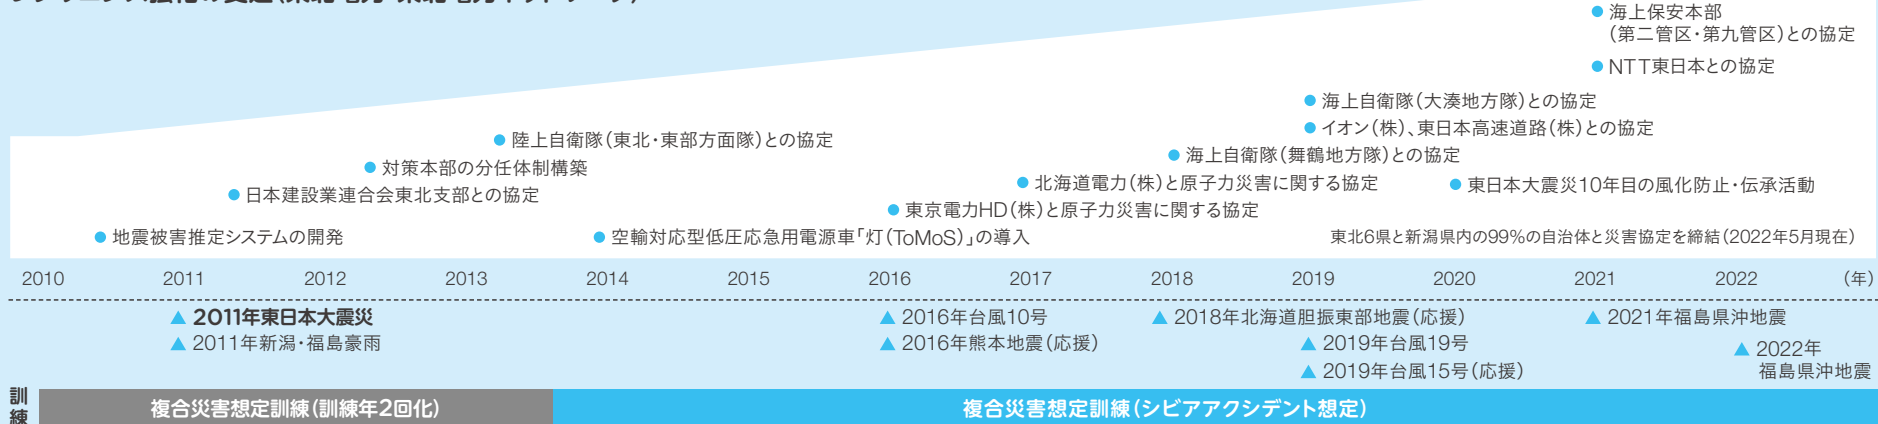 海上保安本部
(第二管区・第九管区)との協定
NTT東日本との協定
海上自衛隊(大湊地方隊)との協定
イオン(株)、東日本高速道路(株)との協定
陸上自衛隊(東北・東部方面隊)との協定
海上自衛隊(舞鶴地方隊)との協定
対策本部の分任体制構築
北海道電力(株)と原子力災害に関する協定
東日本大震災10年目の風化防止・伝承活動
日本建設業連合会東北支部との協定
東京電力HD(株)と原子力災害に関する協定
地震被害推定システムの開発
空輸対応型低圧応急用電源車「灯(ToMoS)」の導入
東北6県と新潟県内の99%の自治体と災害協定を締結(2022年5月現在)
2010 2011 2012 2013 2014 2015 2016 2017 2018 2019 2020 2021 2022 (年)
▲ 2011年東日本大震災
▲ 2011年新潟・福島豪雨
▲ 2016年台風10号
▲ 2016年熊本地震(応援)
▲ 2018年北海道胆振東部地震(応援)
▲ 2019年台風19号
▲ 2019年台風15号(応援)
▲ 2021年福島県沖地震
▲ 2022年
福島県沖地震
訓練
複合災害想定訓練(訓練年2回化)
複合災害想定訓練(シビアアクシデント想定)